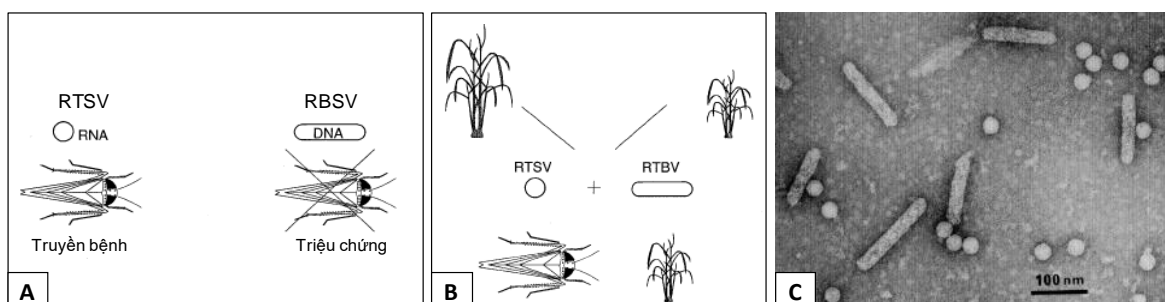 RTSV
RNA
Truyền bệnh
RBSV
DNA
Triệu chứng
A
RTSV
+
RTBV
B
100 nm
C